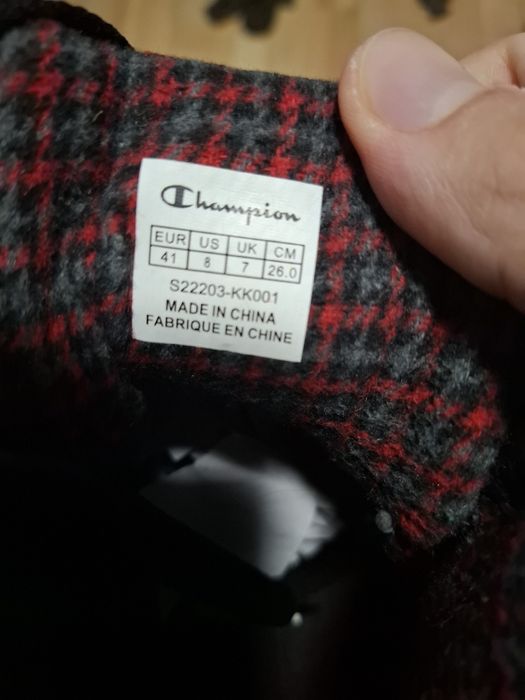 Champion
EUR US UK CM
41 8 7 26.0
S22203-KK001
MADE IN CHINA
FABRIQUE EN CHINE